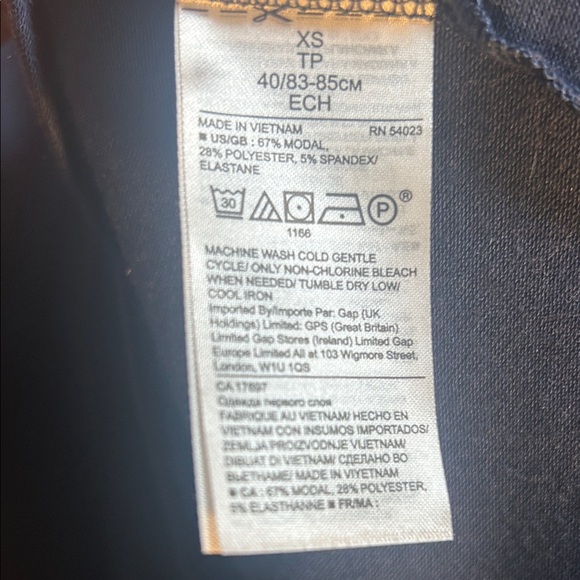 XS
TP
40/83-85CM
ECH
MADE IN VIETNAM RN 54023
■ US/GB : 67% MODAL,
28% POLYESTER, 5% SPANDEX/
ELASTANE
30 P ®
1166
MACHINE WASH COLD GENTLE
CYCLE/ ONLY NON-CHLORINE BLEACH
WHEN NEEDED/ TUMBLE DRY LOW/
COOL IRON
Imported By/Importe Par: Gap (UK
Holdings) Limited: GPS (Great Britain)
Limited Gap Stores (Ireland) Limited Gap
Europe Limited All at 103 Wigmore Street,
London, W1U 1QS
CA 17897
Одежда первого слоя
FABRIQUE AU VIETNAM/ HECHO EN
VIETNAM CON INSUMOS IMPORTADOS/
ZEMLJA PROIZVODNJE VIJETNAM/
DIBUAT DI VIETNAM/ СДЕЛАНО ВО
ВЬЕТНАМЕ/ MADE IN VIYETNAM
■ CA : 67% MODAL, 28% POLYESTER,
5% ELASTHANNE ■ FR/MA :